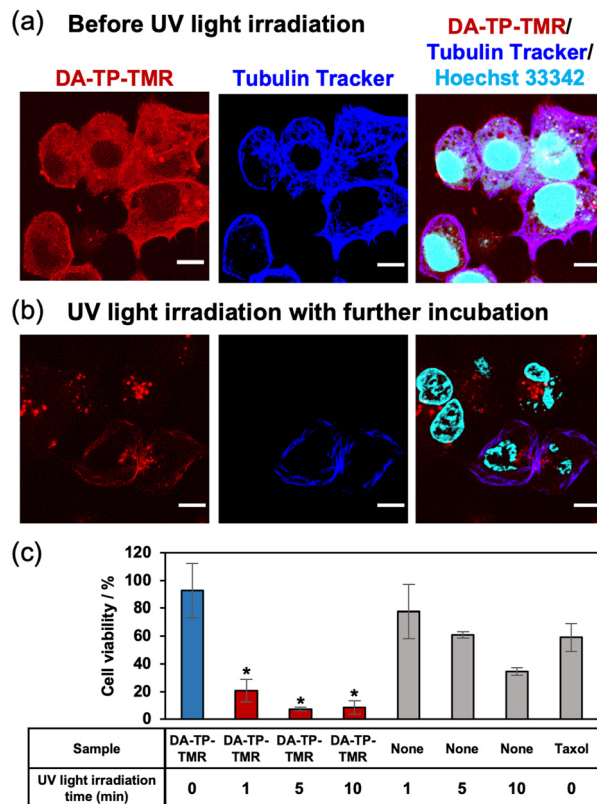 (a) Before UV light irradiation
DA-TP-TMR/
Tubulin Tracker/
Hoechst 33342
DA-TP-TMR
Tubulin Tracker
(b) UV light irradiation with further incubation
(c)
Cell viability / %
120
100
80
60
40
20
0
* * *
Sample DA-TP-TMR DA-TP-TMR DA-TP-TMR DA-TP-TMR None None None Taxol
UV light irradiation time (min) 0 1 5 10 1 5 10 0